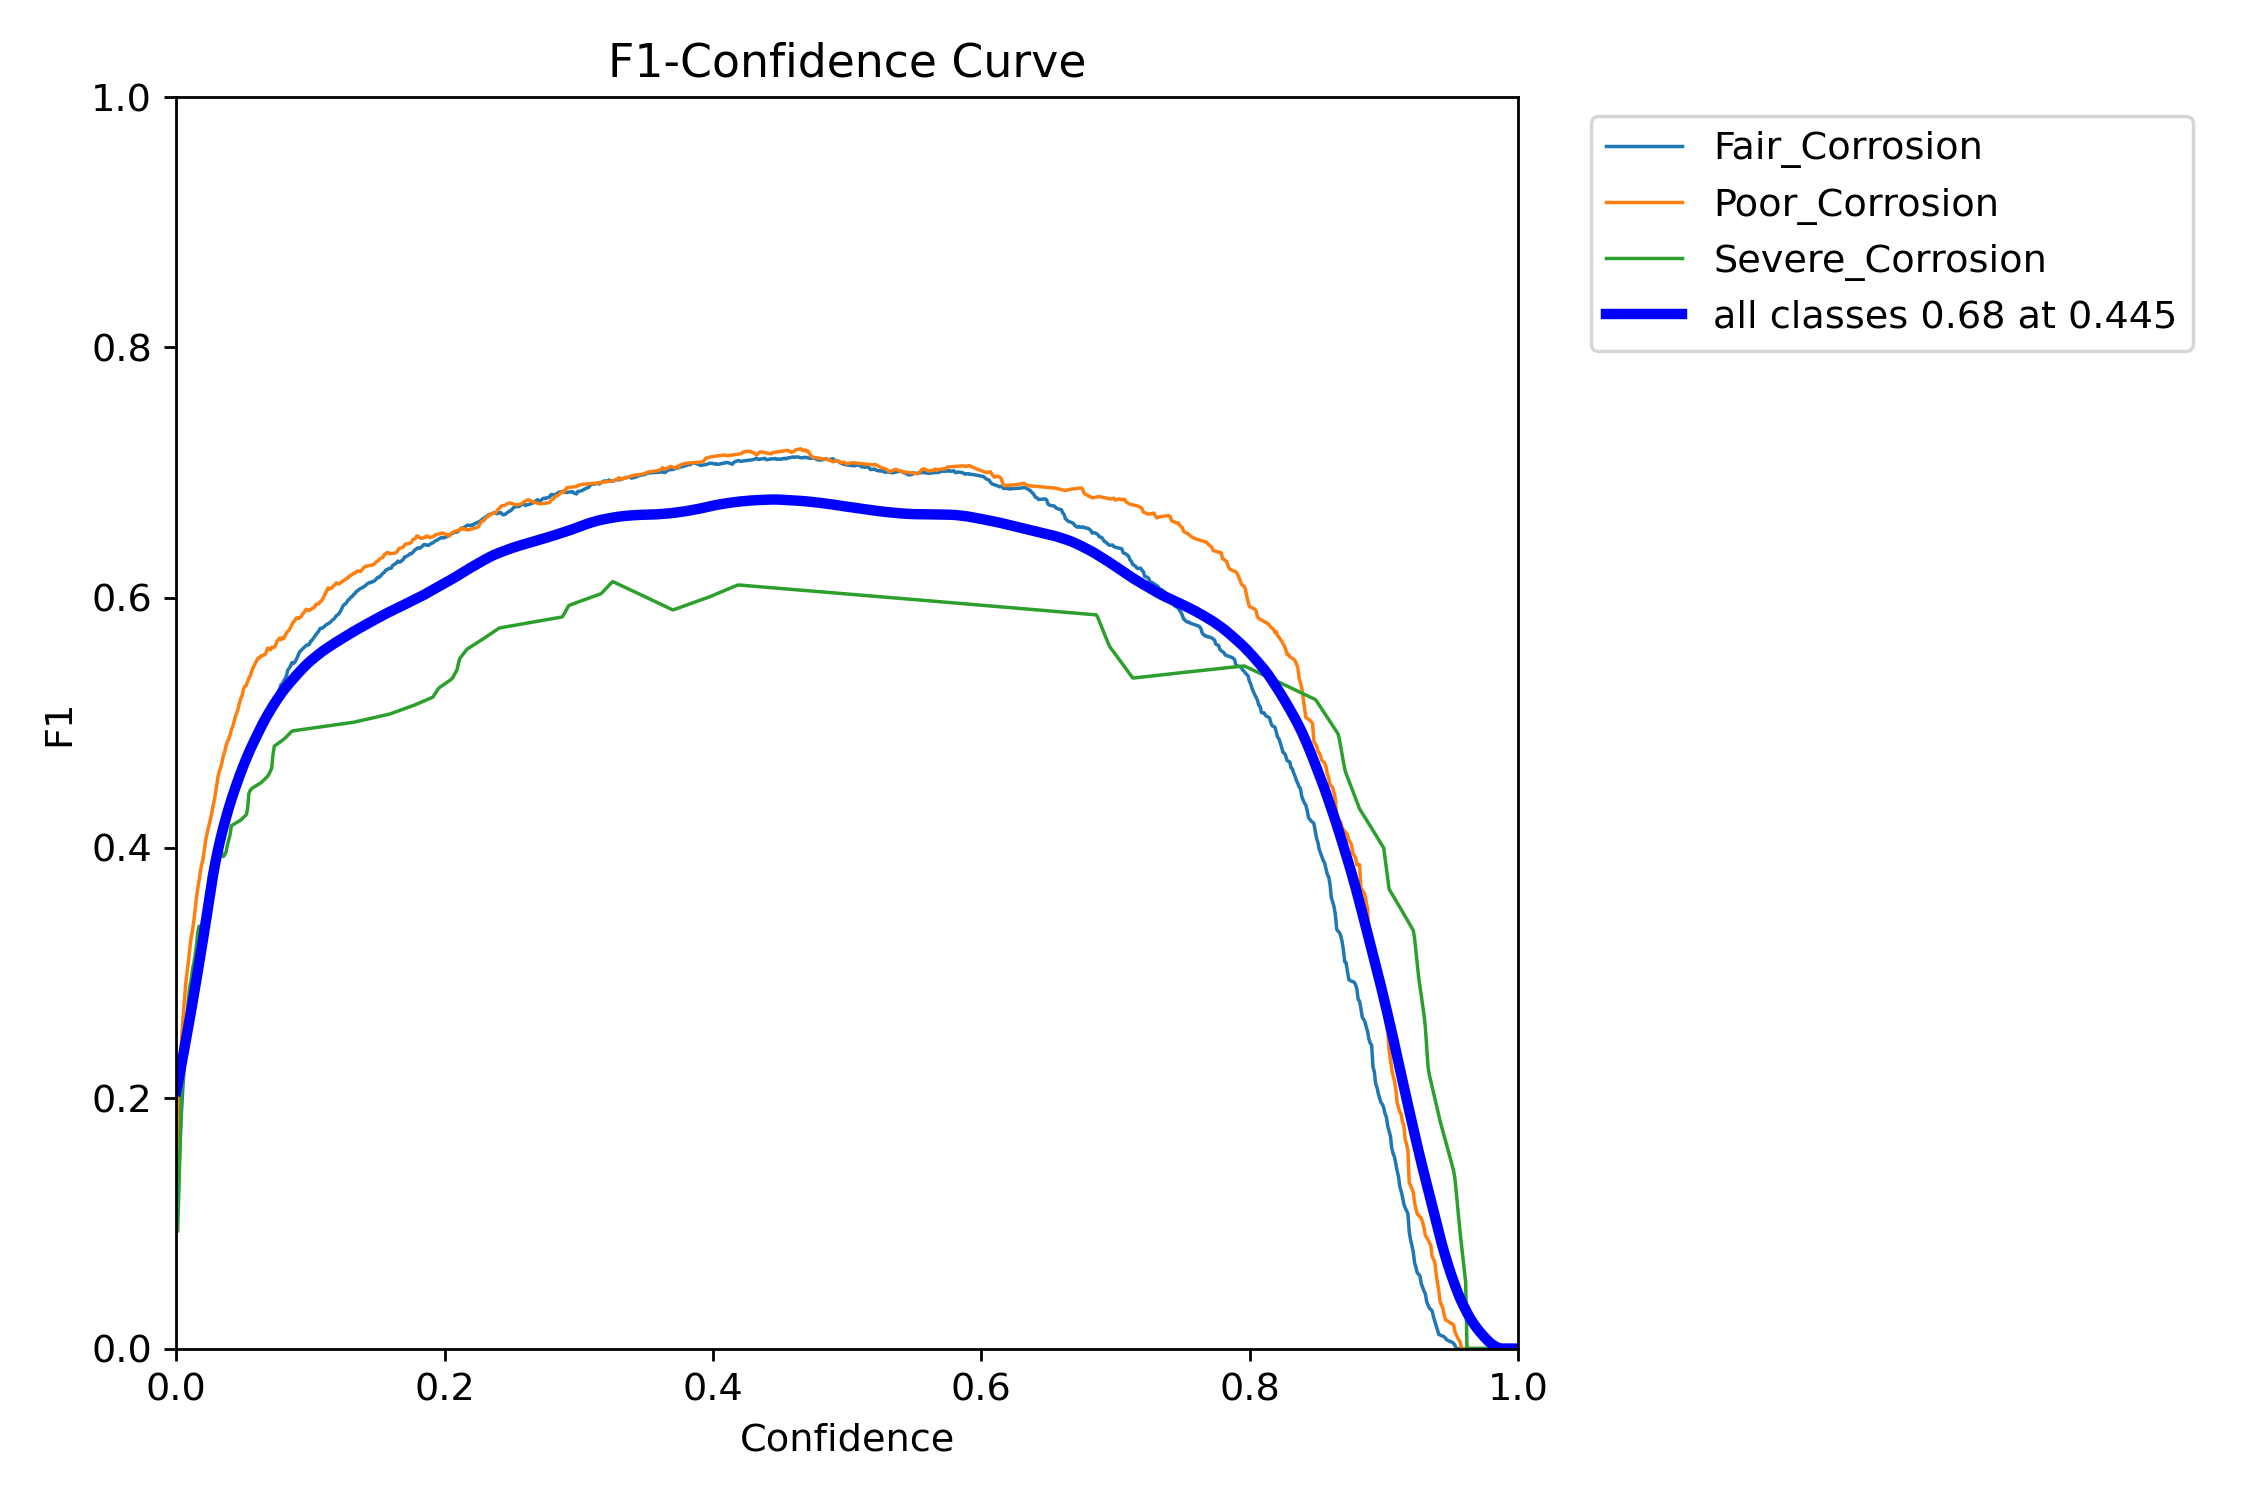 F1-Confidence Curve
1.0
0.8
0.6
0.4
0.2
0.0
F1
0.0 0.2 0.4 0.6 0.8 1.0
Confidence
Fair_Corrosion
Poor_Corrosion
Severe_Corrosion
all classes 0.68 at 0.445